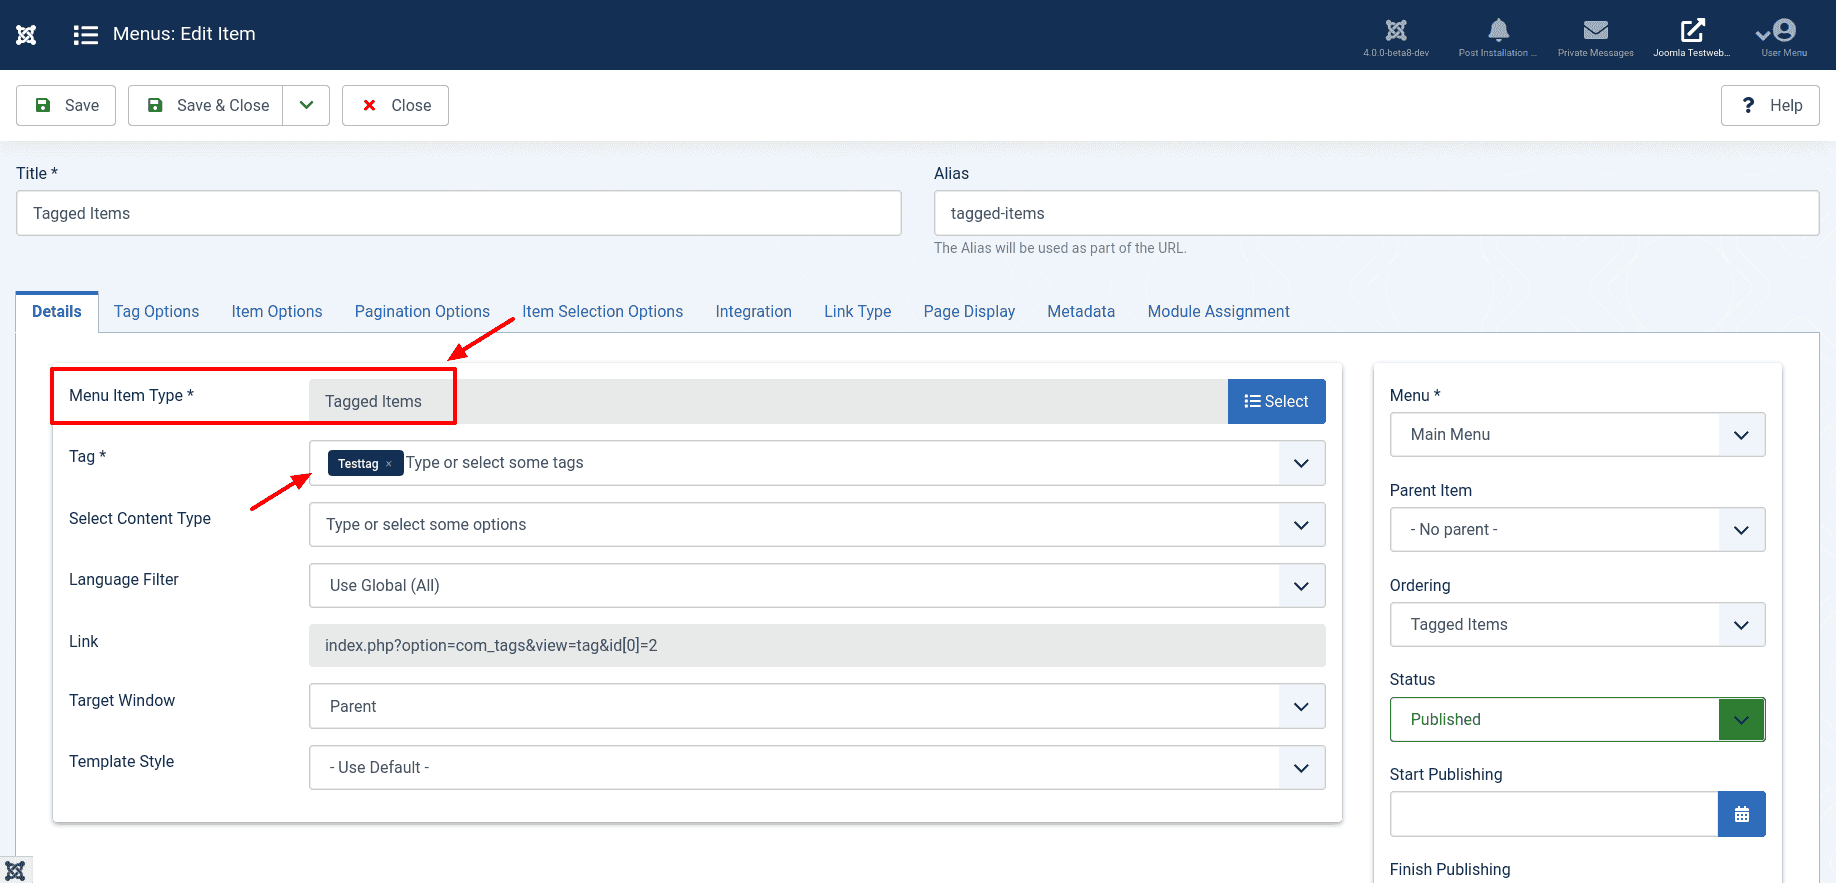 Menus: Edit Item
4.0.0-beta8-dev
Post Installation ...
Private Messages
Joomla Testweb...
User Menu
Save
Save & Close
Close
? Help
Title *
Alias
Tagged Items
tagged-items
The Alias will be used as part of the URL.
Details
Tag Options
Item Options
Pagination Options
Item Selection Options
Integration
Link Type
Page Display
Metadata
Module Assignment
Menu Item Type *
Tagged Items
Select
Tag *
Testtag × Type or select some tags
Select Content Type
Type or select some options
Language Filter
Use Global (All)
Link
index.php?option=com_tags&view=tag&id[0]=2
Target Window
Parent
Template Style
- Use Default -
Menu *
Main Menu
Parent Item
- No parent -
Ordering
Tagged Items
Status
Published
Start Publishing
Finish Publishing